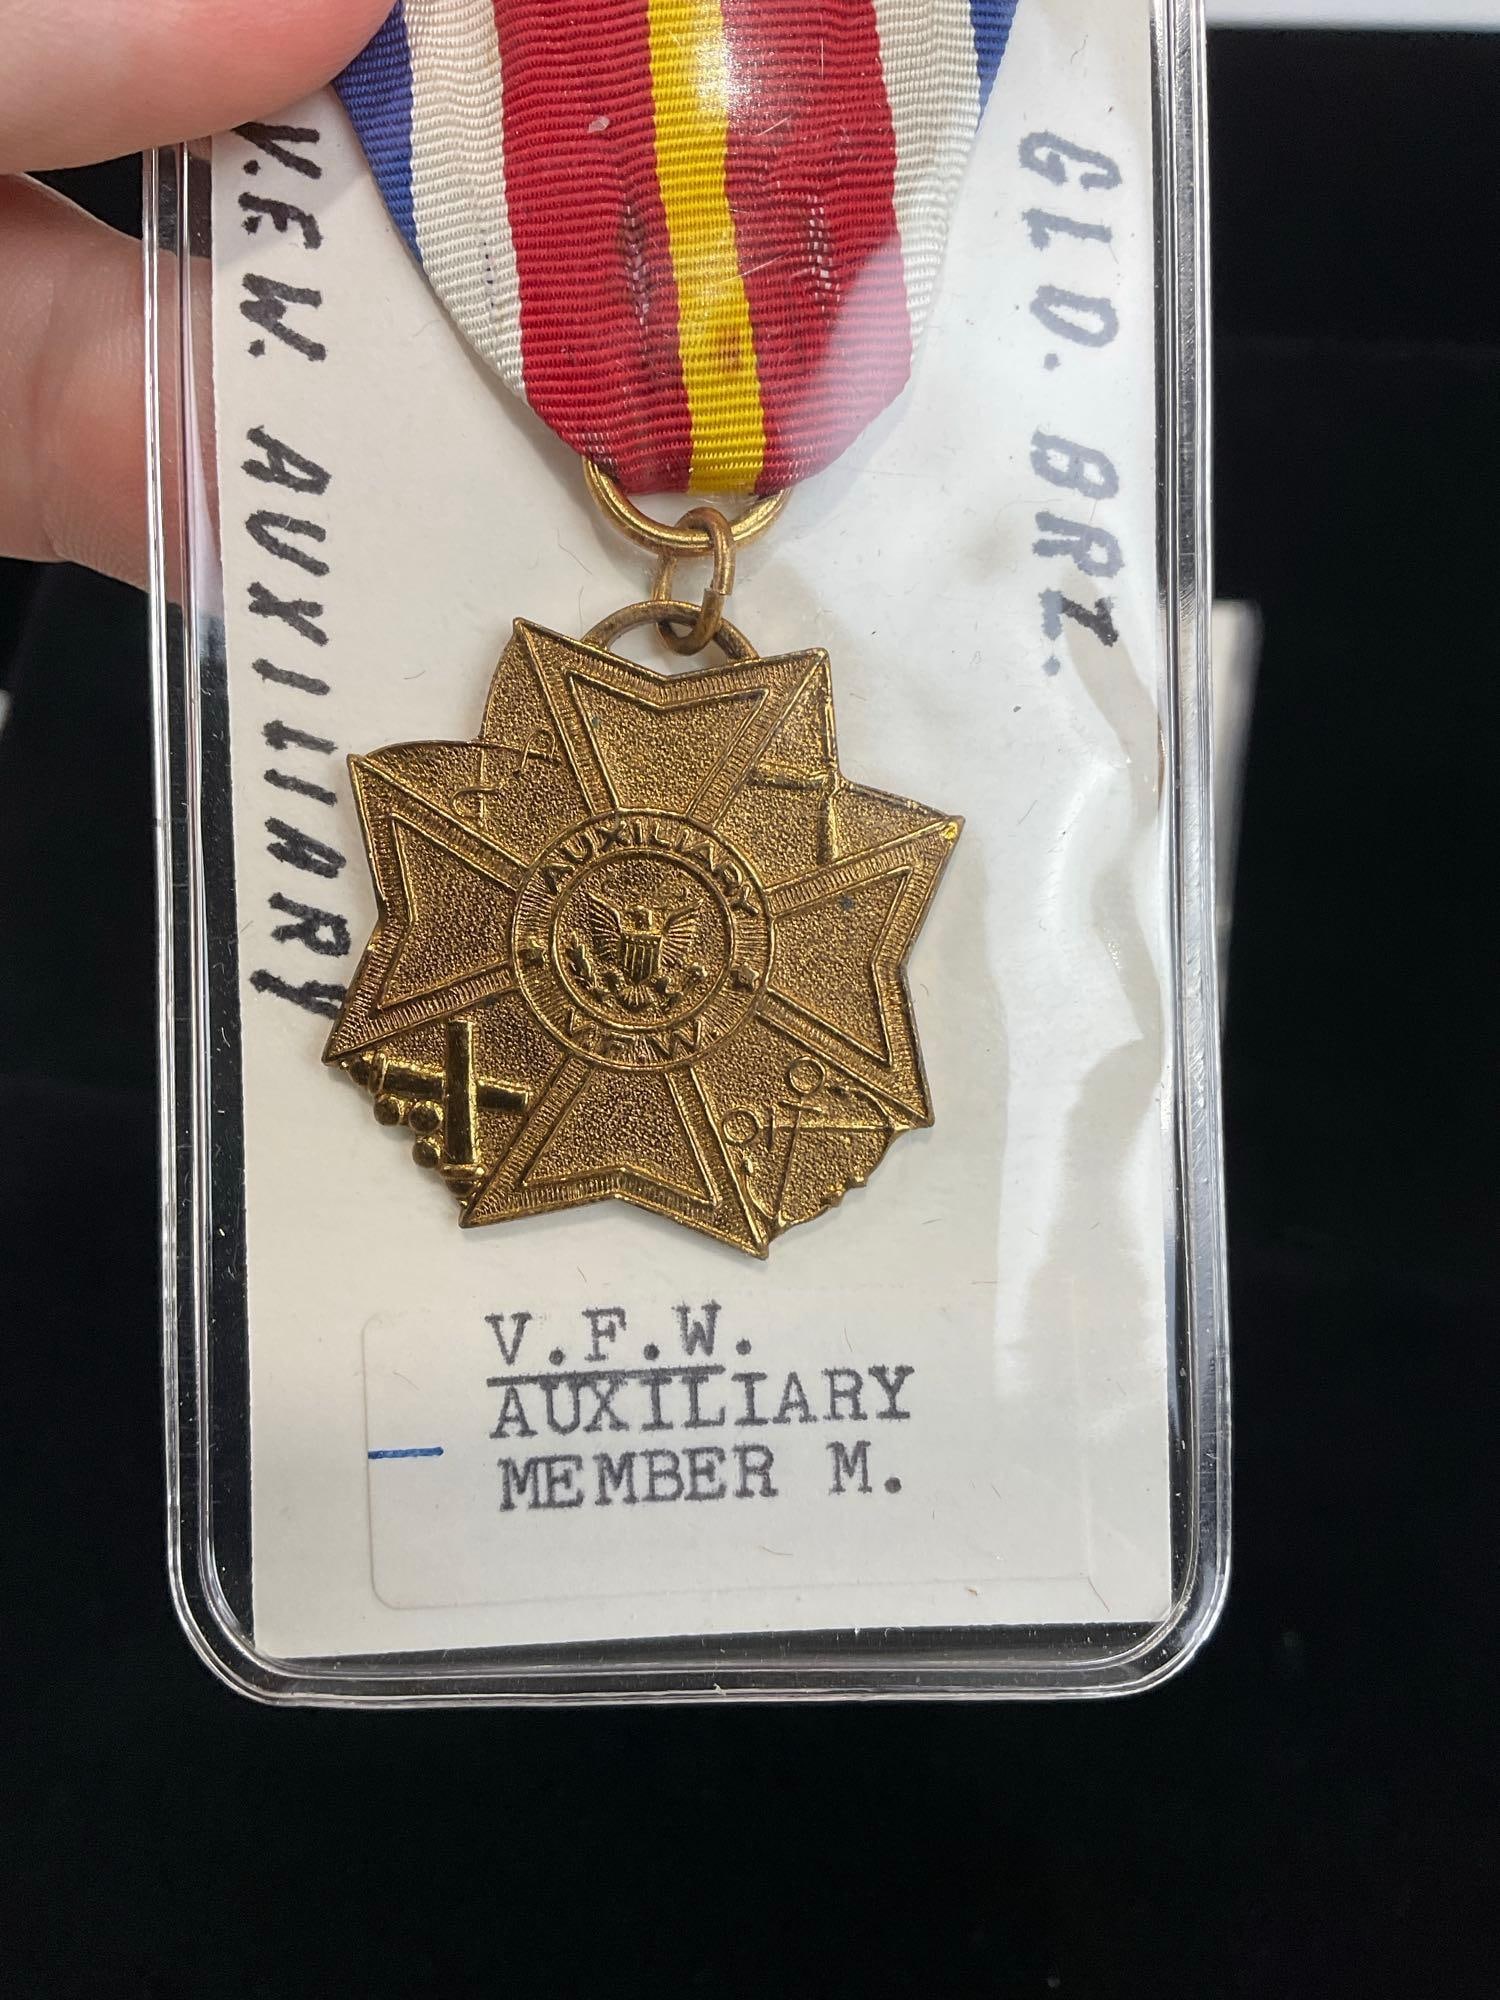 V.F.W. AUXILIARY
GLD. BRZ.
AUXILIARY
V.F.W.
V.F.W.
AUXILIARY
MEMBER M.